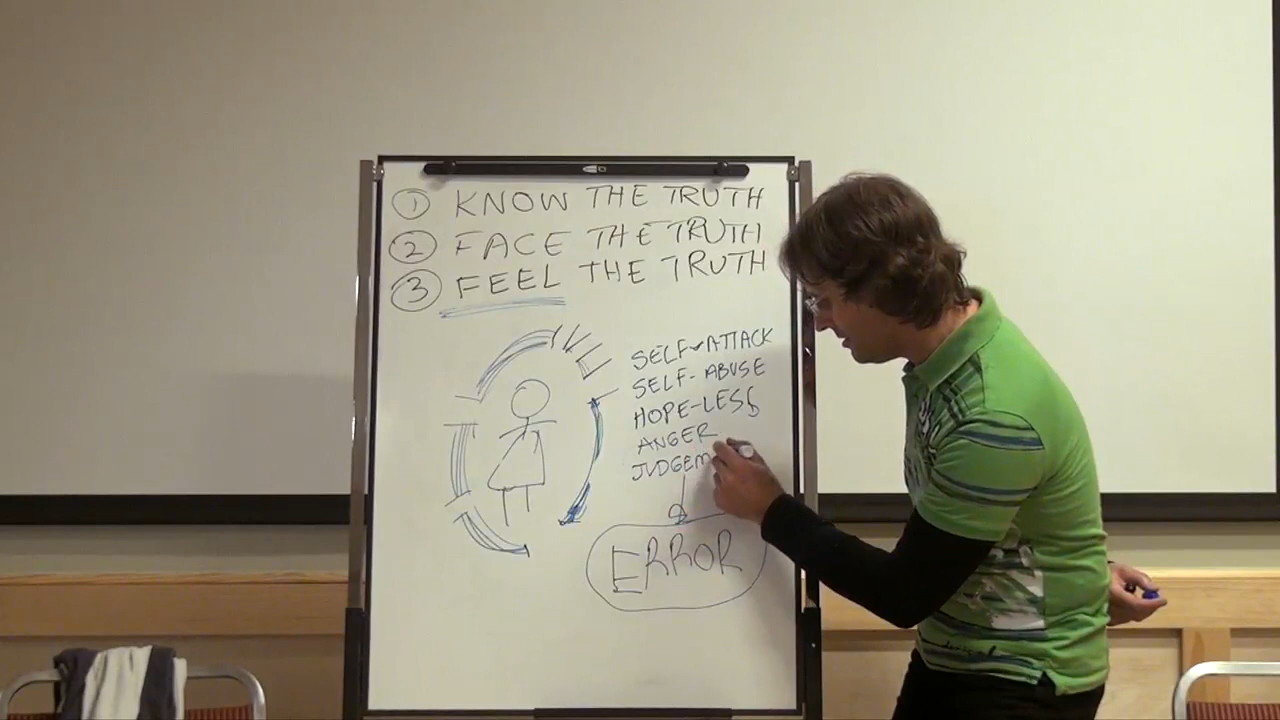 ① KNOW THE TRUTH
② FACE THE TRUTH
③ FEEL THE TRUTH
SELF-ATTACK
SELF-ABUSE
HOPE-LESS
ANGER
JUDGEM
ERROR